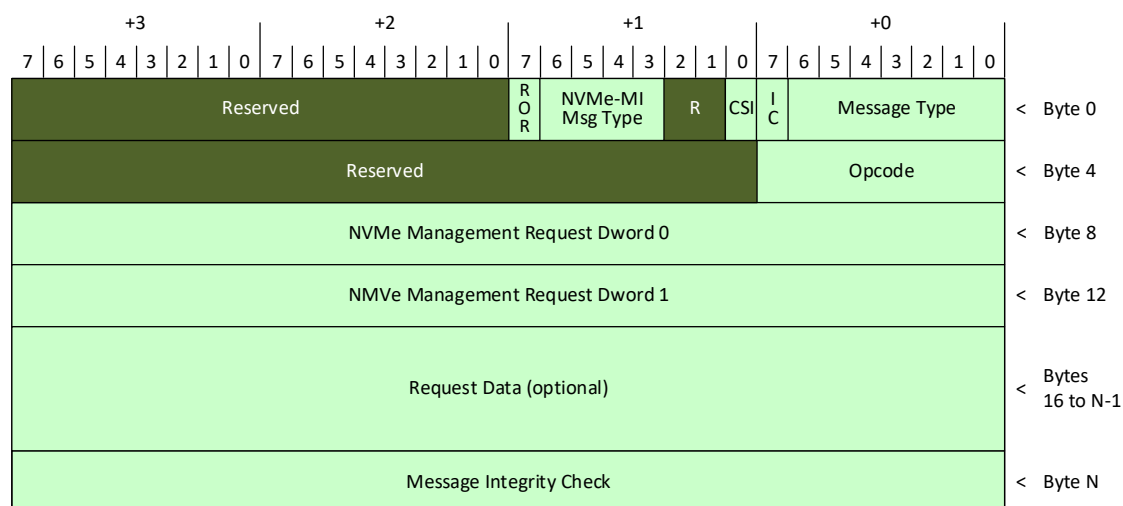 +3 +2 +1 +0
7 6 5 4 3 2 1 0 7 6 5 4 3 2 1 0 7 6 5 4 3 2 1 0 7 6 5 4 3 2 1 0
Reserved ROR NVMe-MI Msg Type R CSI IC Message Type < Byte 0
Reserved Opcode < Byte 4
NVMe Management Request Dword 0 < Byte 8
NMVe Management Request Dword 1 < Byte 12
Request Data (optional) < Bytes 16 to N-1
Message Integrity Check < Byte N